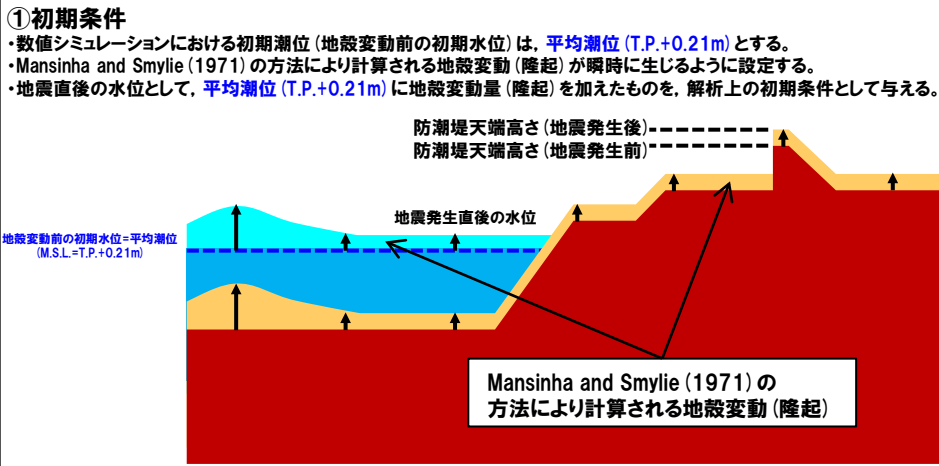 ①初期条件
・数値シミュレーションにおける初期潮位(地殻変動前の初期水位)は,平均潮位(T.P.+0.21m)とする。
・Mansinha and Smylie(1971)の方法により計算される地殻変動(隆起)が瞬時に生じるように設定する。
・地震直後の水位として,平均潮位(T.P.+0.21m)に地殻変動量(隆起)を加えたものを,解析上の初期条件として与える。
防潮堤天端高さ(地震発生後)
防潮堤天端高さ(地震発生前)
地震発生直後の水位
地殻変動前の初期水位=平均潮位
(M.S.L.=T.P.+0.21m)
Mansinha and Smylie(1971)の
方法により計算される地殻変動(隆起)